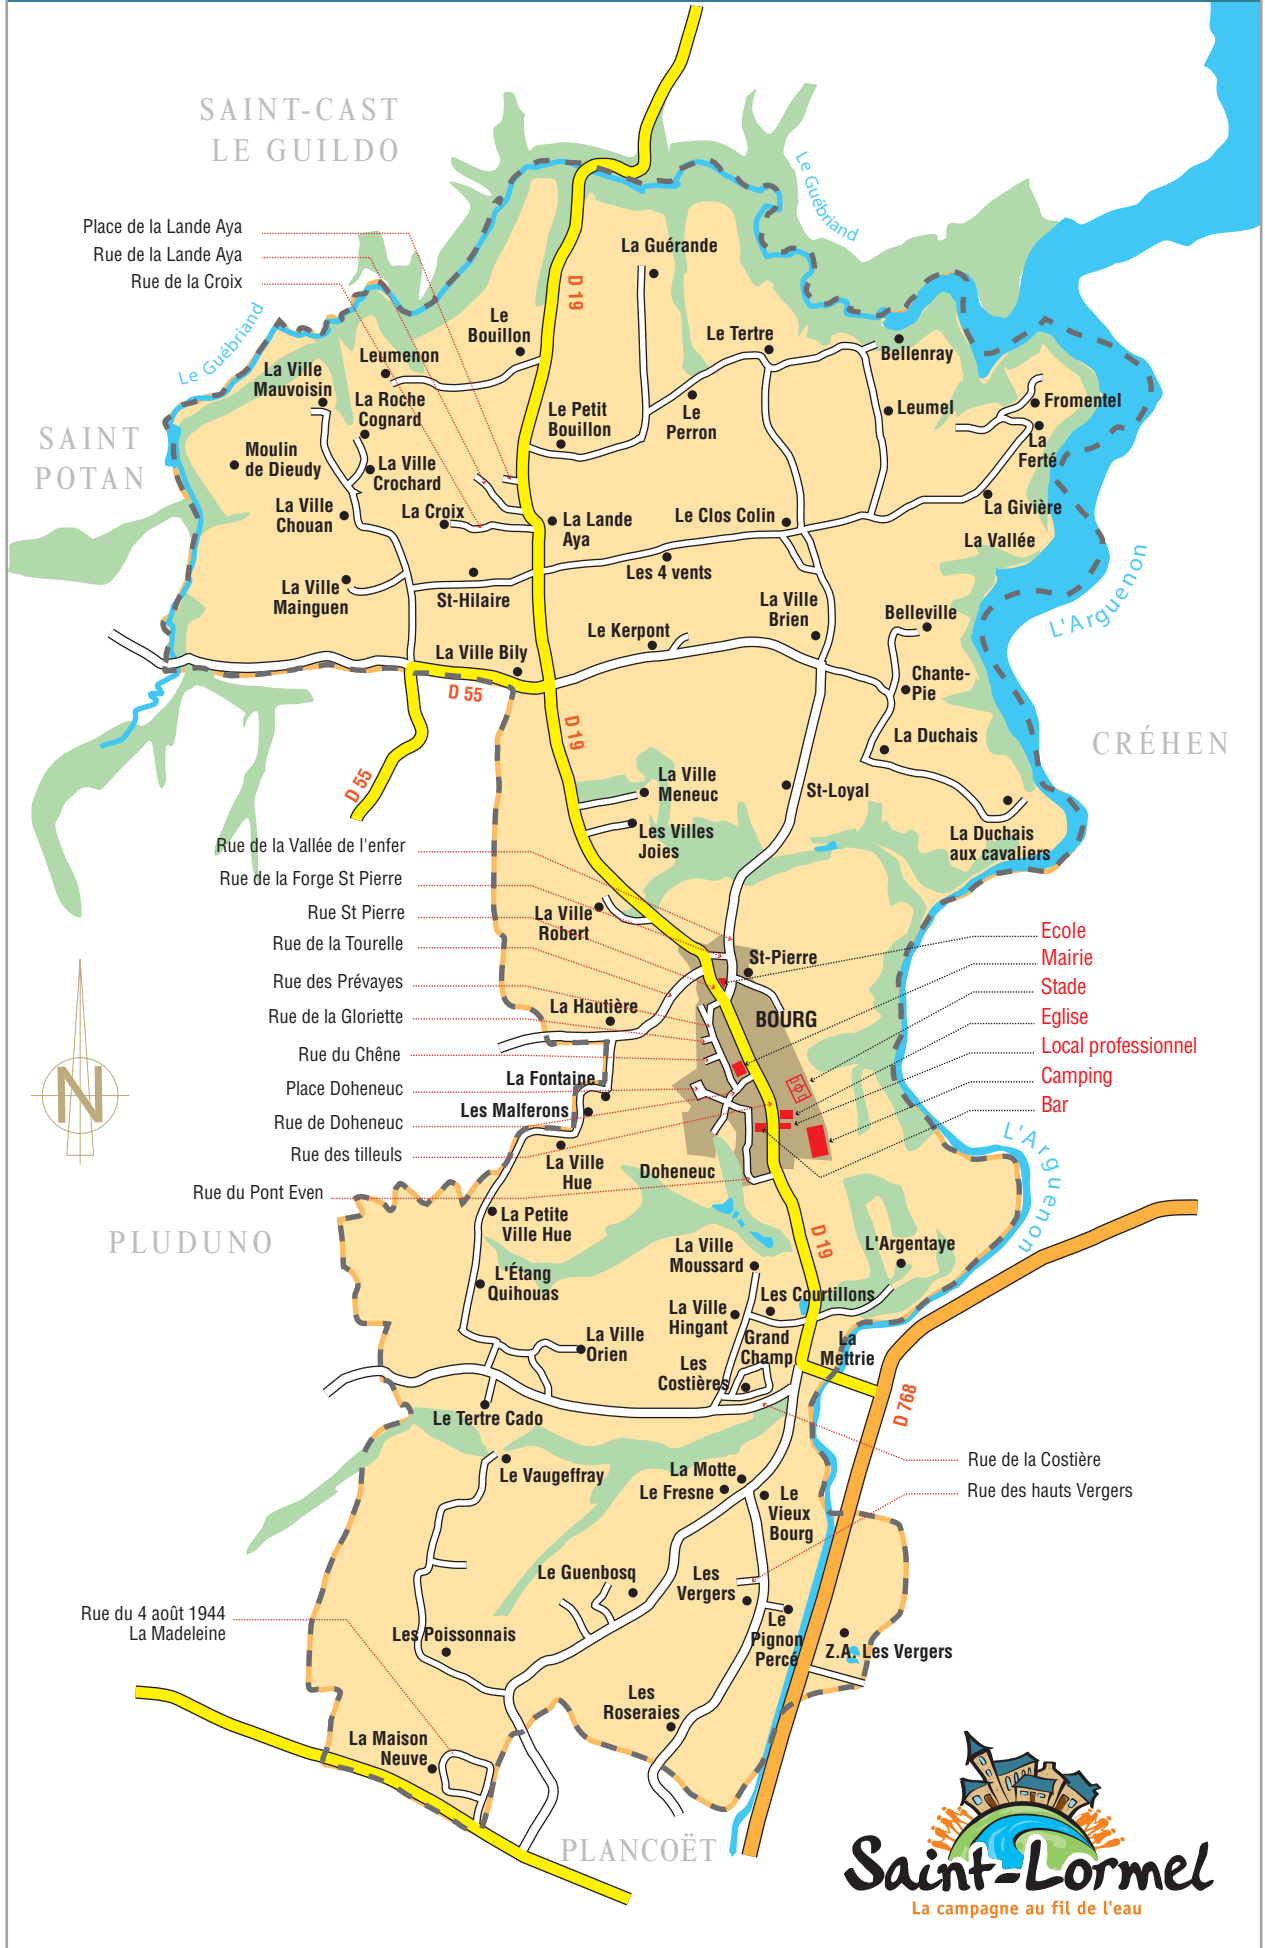 SAINT-CAST
LE GUILDO
Le Guébriand
Place de la Lande Aya
Rue de la Lande Aya
Rue de la Croix
La Guérande
D 19
Le
Bouillon
Le Tertre
Bellenray
Le Guébriand
Leumenon
La Ville
Mauvoisin
La Roche
Cognard
Le Petit
Bouillon
Le
Perron
Leumel
Fromentel
La
Ferté
SAINT
POTAN
Moulin
de Dieudy
La Ville
Crochard
La Ville
Chouan
La Croix
La Lande
Aya
Le Clos Colin
La Givière
La Vallée
Les 4 vents
La Ville
Mainguen
St-Hilaire
La Ville
Brien
Belleville
L'Arguenon
Le Kerpont
La Ville Bily
D 55
Chante-
Pie
D 19
La Duchais
CRÉHEN
D 55
La Ville
Meneuc
St-Loyal
Les Villes
Joies
La Duchais
aux cavaliers
Rue de la Vallée de l'enfer
Rue de la Forge St Pierre
Rue St Pierre
Rue de la Tourelle
Rue des Prévayes
Rue de la Gloriette
Rue du Chêne
Place Doheneuc
Rue de Doheneuc
Rue des tilleuls
Rue du Pont Even
La Ville
Robert
St-Pierre
La Hautière
BOURG
Ecole
Mairie
Stade
Eglise
Local professionnel
Camping
Bar
La Fontaine
Les Malferons
La Ville
Hue
Doheneuc
L'Arguenon
N
PLUDUNO
La Petite
Ville Hue
D 19
L'Argentaye
La Ville
Moussard
L'Étang
Quihouas
Les Courtillons
La Ville
Hingant
Grand
Champ
La
Mettrie
La Ville
Orien
Les
Costières
D 768
Le Tertre Cado
Rue de la Costière
Rue des hauts Vergers
Le Vaugeffray
La Motte
Le Fresne
Le
Vieux
Bourg
Le Guenbosq
Les
Vergers
Rue du 4 août 1944
La Madeleine
Les Poissonnais
Le
Pignon
Percé
Z.A. Les Vergers
Les
Roseraies
La Maison
Neuve
PLANCOËT
Saint-Lormel
La campagne au fil de l'eau